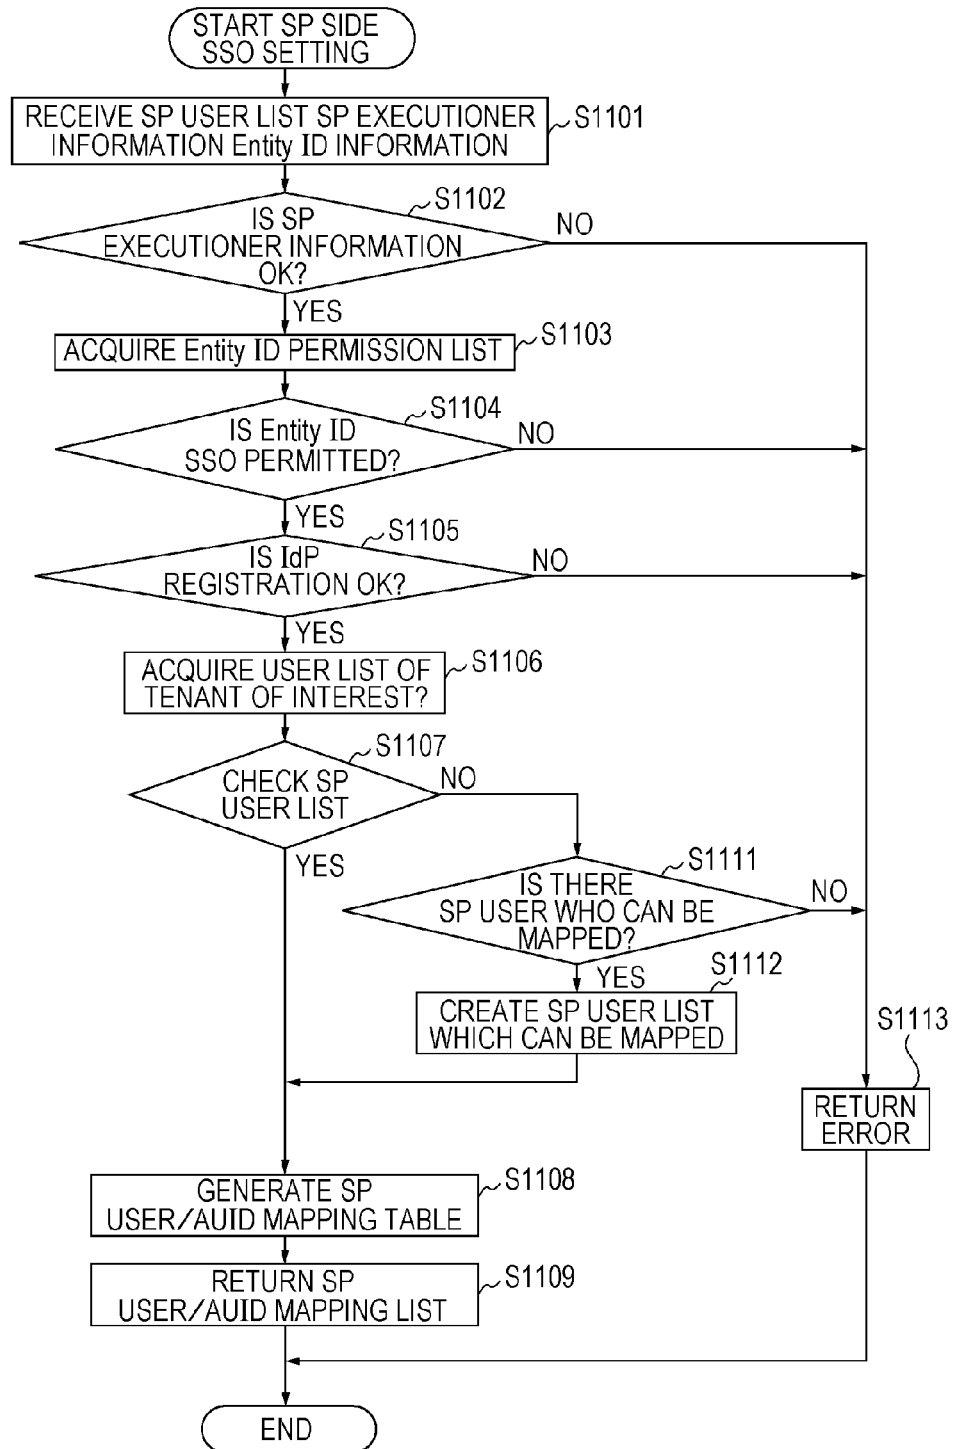 START SP SIDE
SSO SETTING
RECEIVE SP USER LIST SP EXECUTIONER
INFORMATION Entity ID INFORMATION
S1101
S1102
IS SP
EXECUTIONER INFORMATION
OK?
NO
YES
ACQUIRE Entity ID PERMISSION LIST
S1103
S1104
IS Entity ID
SSO PERMITTED?
NO
YES
S1105
IS IdP
REGISTRATION OK?
NO
YES
ACQUIRE USER LIST OF
TENANT OF INTEREST?
S1106
S1107
CHECK SP
USER LIST
NO
YES
S1111
IS THERE
SP USER WHO CAN BE
MAPPED?
NO
YES
S1112
CREATE SP USER LIST
WHICH CAN BE MAPPED
S1113
RETURN
ERROR
GENERATE SP
USER/AUID MAPPING TABLE
S1108
RETURN SP
USER/AUID MAPPING LIST
S1109
END